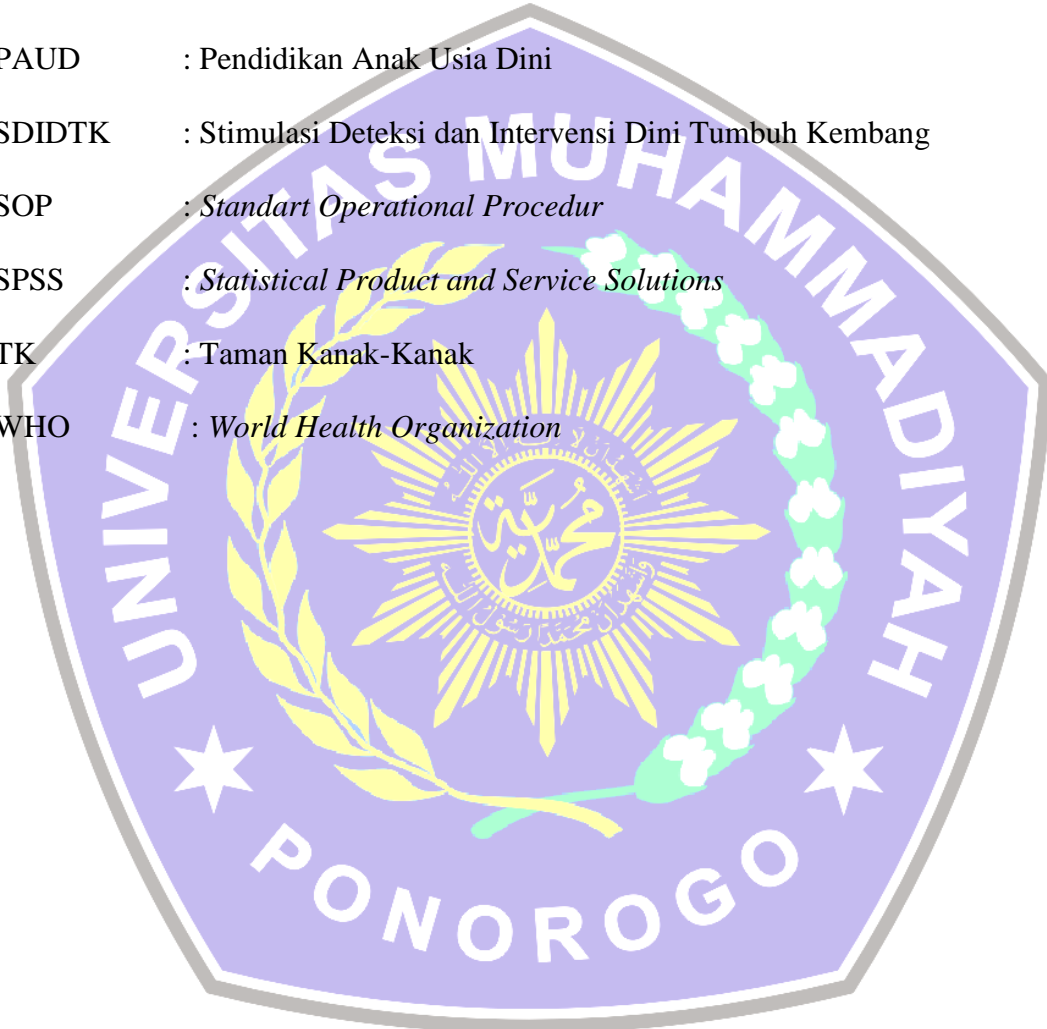 PAUD : Pendidikan Anak Usia Dini
SDIDTK : Stimulasi Deteksi dan Intervensi Dini Tumbuh Kembang
SOP : Standart Operational Procedur
SPSS : Statistical Product and Service Solutions
TK : Taman Kanak-Kanak
WHO : World Health Organization
UNIVERSITAS MUHAMMADIYAH
PONOROGO
محمدية